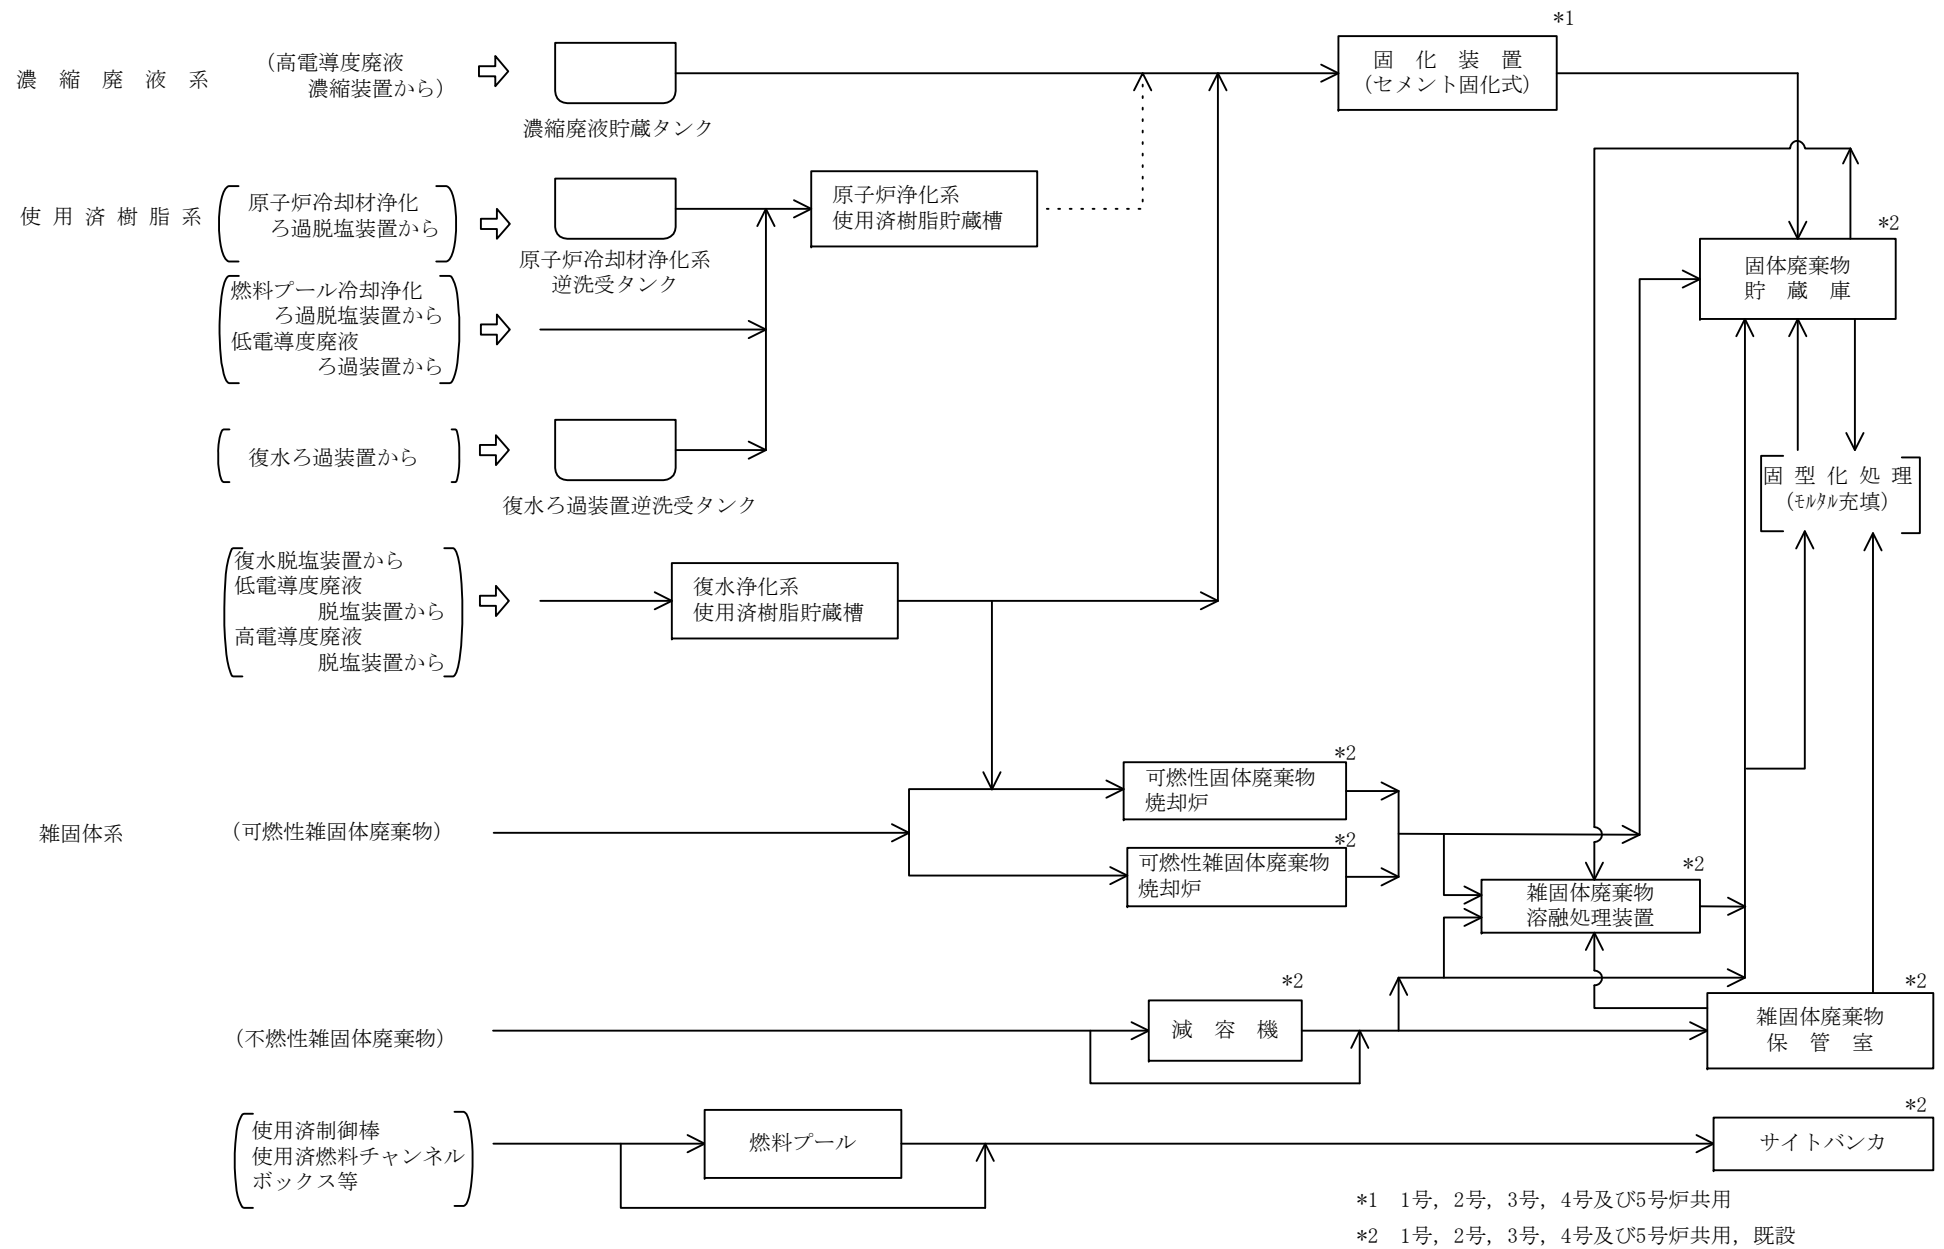 *1
濃縮廃液系
（高電導度廃液
濃縮装置から）
固化装置
（セメント固化式）
濃縮廃液貯蔵タンク
使用済樹脂系
原子炉冷却材浄化
ろ過脱塩装置から
原子炉浄化系
使用済樹脂貯蔵槽
*2
原子炉冷却材浄化系
逆洗受タンク
固体廃棄物
貯蔵庫
燃料プール冷却浄化
ろ過脱塩装置から
低電導度廃液
ろ過装置から
復水ろ過装置から
復水ろ過装置逆洗受タンク
固型化処理
（ﾓﾙﾀﾙ充填）
復水脱塩装置から
低電導度廃液
脱塩装置から
高電導度廃液
脱塩装置から
復水浄化系
使用済樹脂貯蔵槽
*2
可燃性固体廃棄物
焼却炉
雑固体系
（可燃性雑固体廃棄物）
*2
可燃性雑固体廃棄物
焼却炉
*2
雑固体廃棄物
溶融処理装置
*2
減容機
*2
雑固体廃棄物
保管室
（不燃性雑固体廃棄物）
使用済制御棒
使用済燃料チャンネル
ボックス等
燃料プール
*2
サイトバンカ
*1　1号，2号，3号，4号及び5号炉共用
*2　1号，2号，3号，4号及び5号炉共用，既設